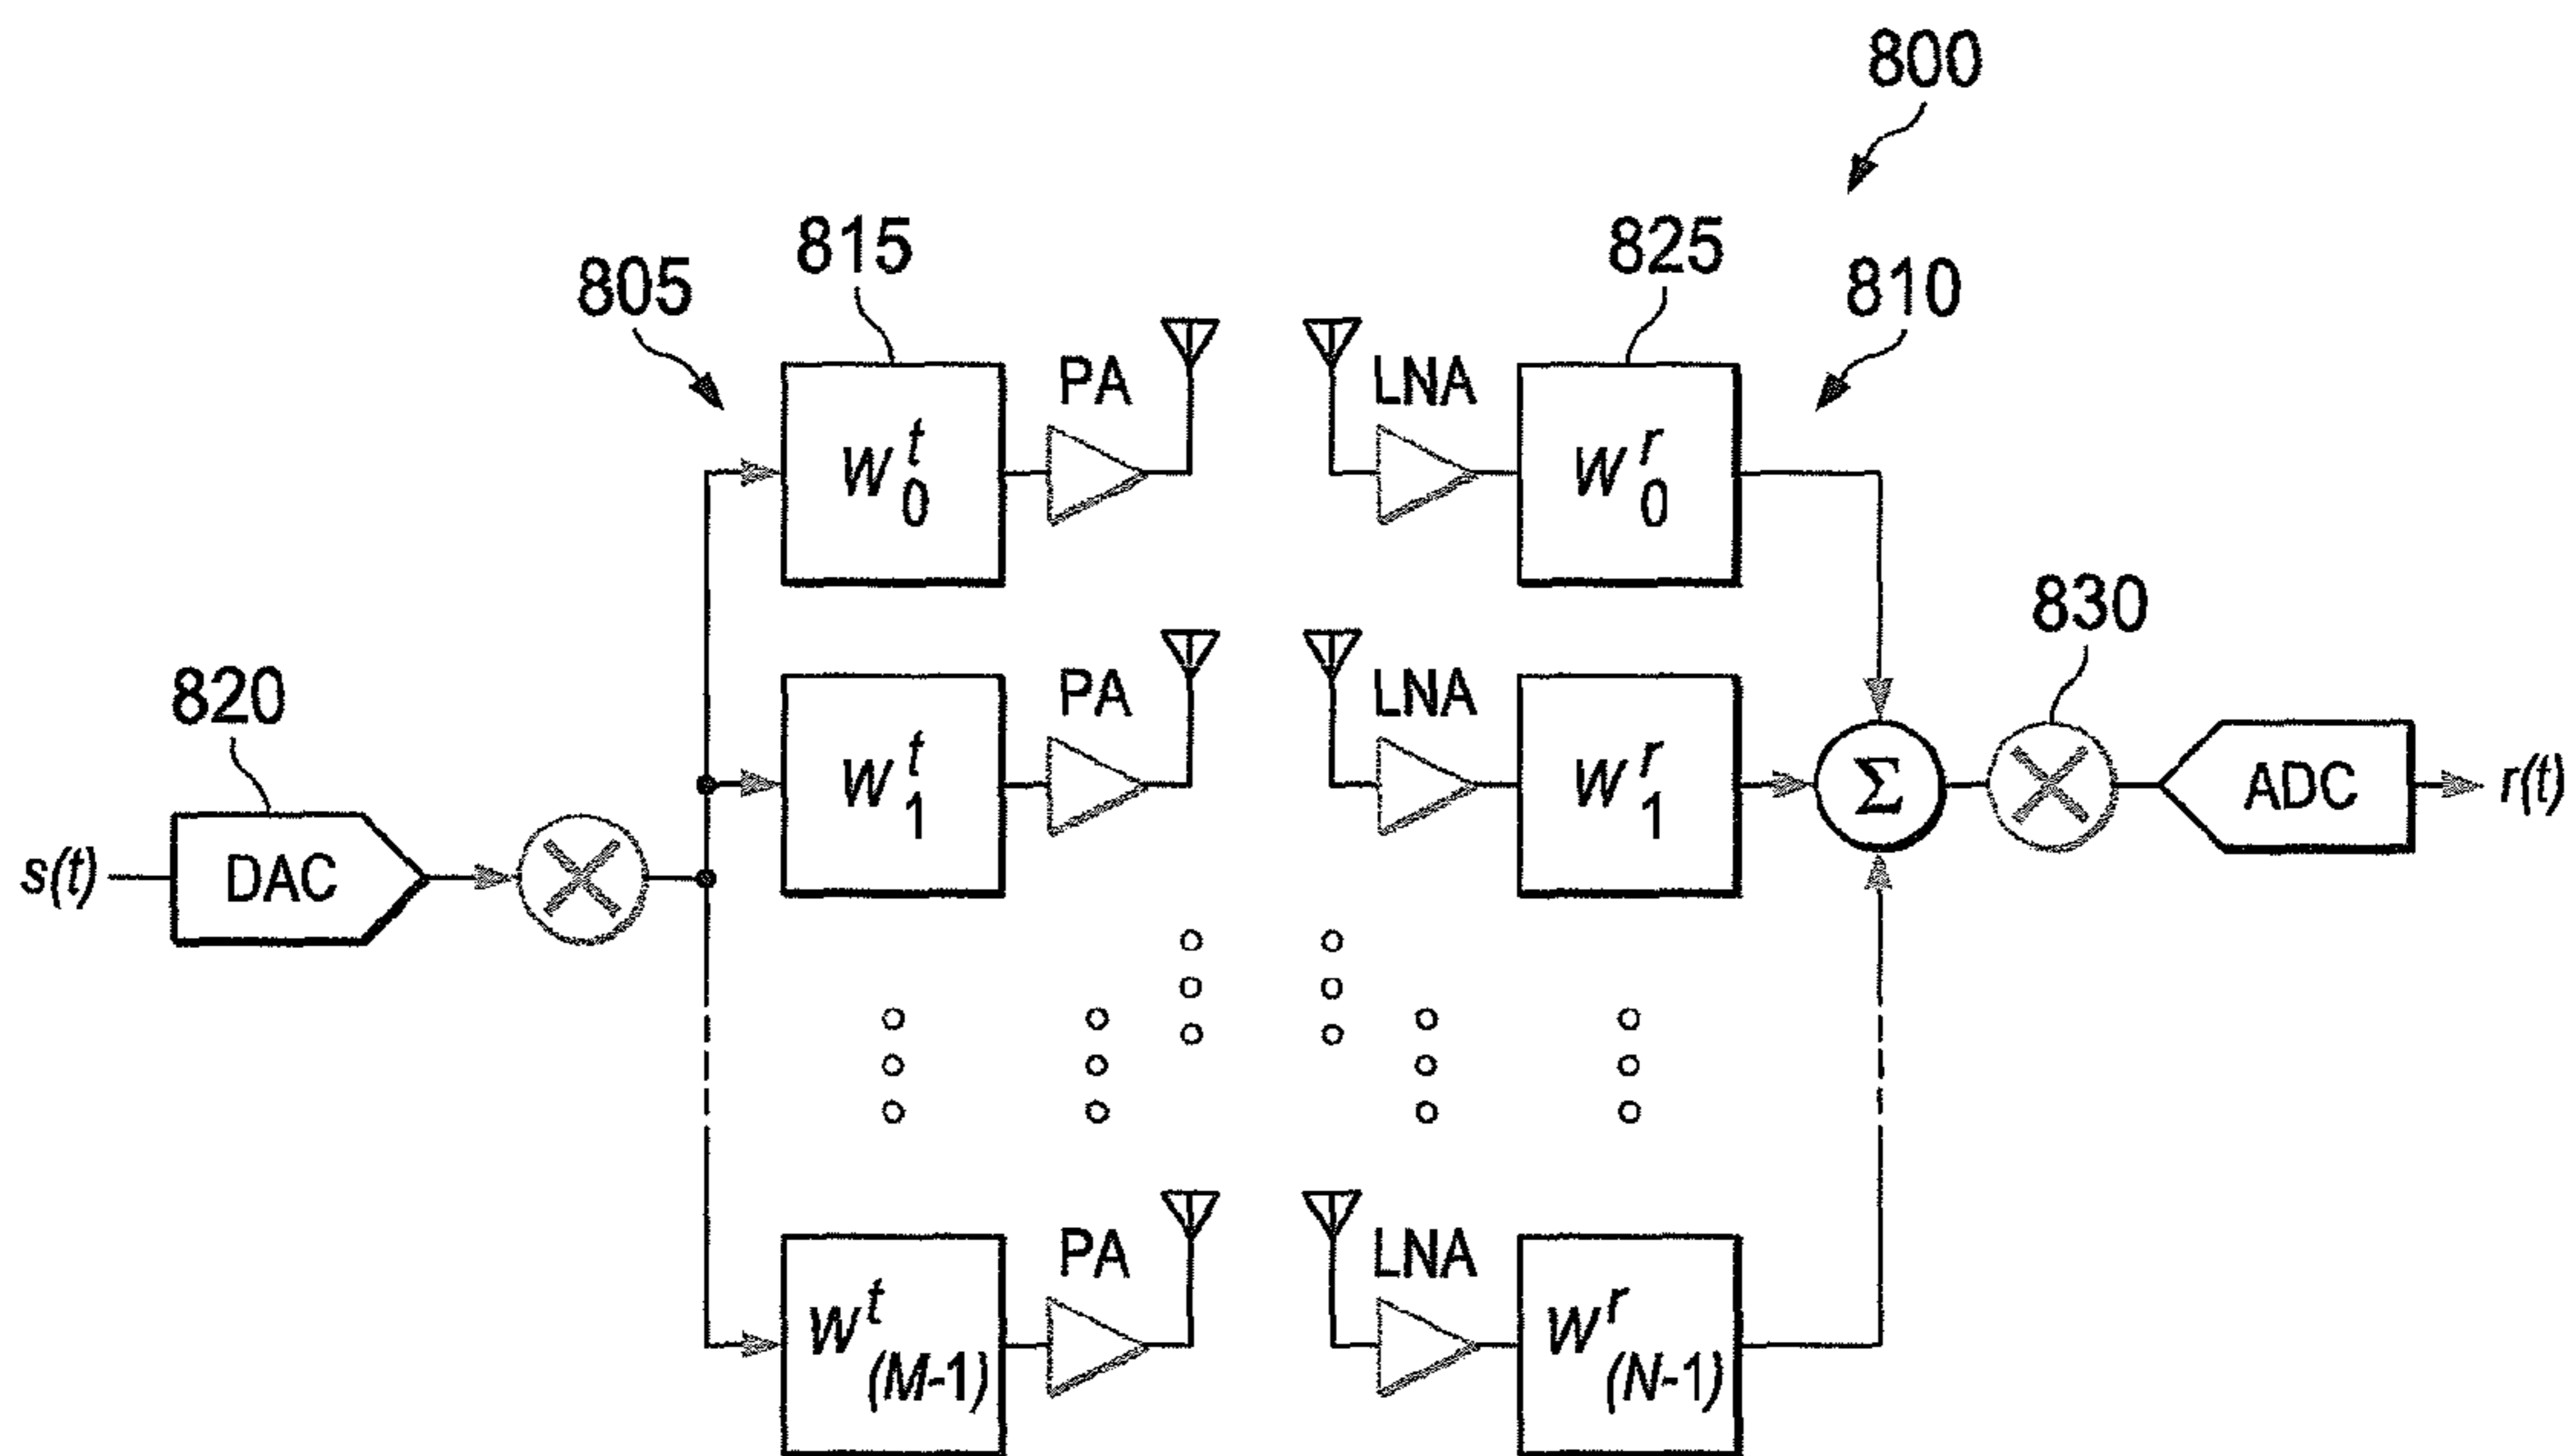 800
815
825
805
810
PA
LNA
W^t_0
W^r_0
830
820
PA
LNA
W^t_1
W^r_1
Σ
ADC
r(t)
s(t)
DAC
PA
LNA
W^t_(M-1)
W^r_(N-1)